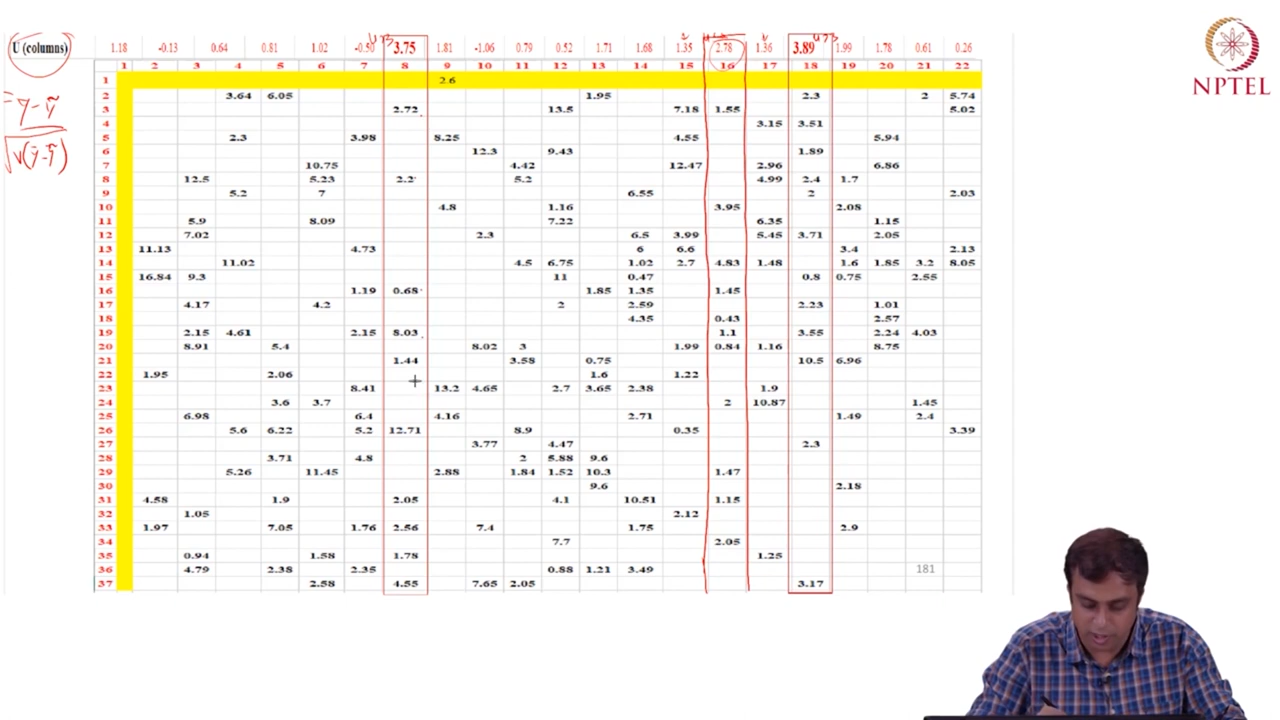 U (columns) 1.18 -0.13 0.64 0.81 1.02 -0.50 3.75 1.81 -1.06 0.79 0.52 1.71 1.68 1.35 2.78 1.36 3.89 1.99 1.78 0.61 0.26
1 2 3 4 5 6 7 8 9 10 11 12 13 14 15 16 17 18 19 20 21 22
1 2.6
2 3.64 6.05 1.95 2.3 2 5.74
3 2.72 13.5 7.18 1.55 5.02
4 3.15 3.51
5 2.3 3.98 8.25 4.55 5.94
6 12.3 9.43 1.89
7 10.75 4.42 12.47 2.96 6.86
8 12.5 5.23 2.2 5.2 4.99 2.4 1.7
9 5.2 7 6.55 2 2.03
10 4.8 1.16 3.95 2.08
11 5.9 8.09 7.22 6.35 1.15
12 7.02 2.3 6.5 3.99 5.45 3.71 2.05
13 11.13 4.73 6 6.6 3.4 2.13
14 11.02 4.5 6.75 1.02 2.7 4.83 1.48 1.6 1.85 3.2 8.05
15 16.84 9.3 11 0.47 0.8 0.75 2.55
16 1.19 0.68 1.85 1.35 1.45
17 4.17 4.2 2 2.59 2.23 1.01
18 4.35 0.43 2.57
19 2.15 4.61 2.15 8.03 1.1 3.55 2.24 4.03
20 8.91 5.4 8.02 3 1.99 0.84 1.16 8.75
21 1.44 3.58 0.75 10.5 6.96
22 1.95 2.06 1.6 1.22
23 8.41 13.2 4.65 2.7 3.65 2.38 1.9
24 3.6 3.7 2 10.87 1.45
25 6.98 6.4 4.16 2.71 1.49 2.4
26 5.6 6.22 5.2 12.71 8.9 0.35 3.39
27 3.77 4.47 2.3
28 3.71 4.8 2 5.88 9.6
29 5.26 11.45 2.88 1.84 1.52 10.3 1.47
30 9.6 2.18
31 4.58 1.9 2.05 4.1 10.51 1.15
32 1.05 2.12
33 1.97 7.05 1.76 2.56 7.4 1.75 2.9
34 7.7 2.05
35 0.94 1.58 1.78 1.25
36 4.79 2.38 2.35 0.88 1.21 3.49 181
37 2.58 4.55 7.65 2.05 3.17
NPTEL